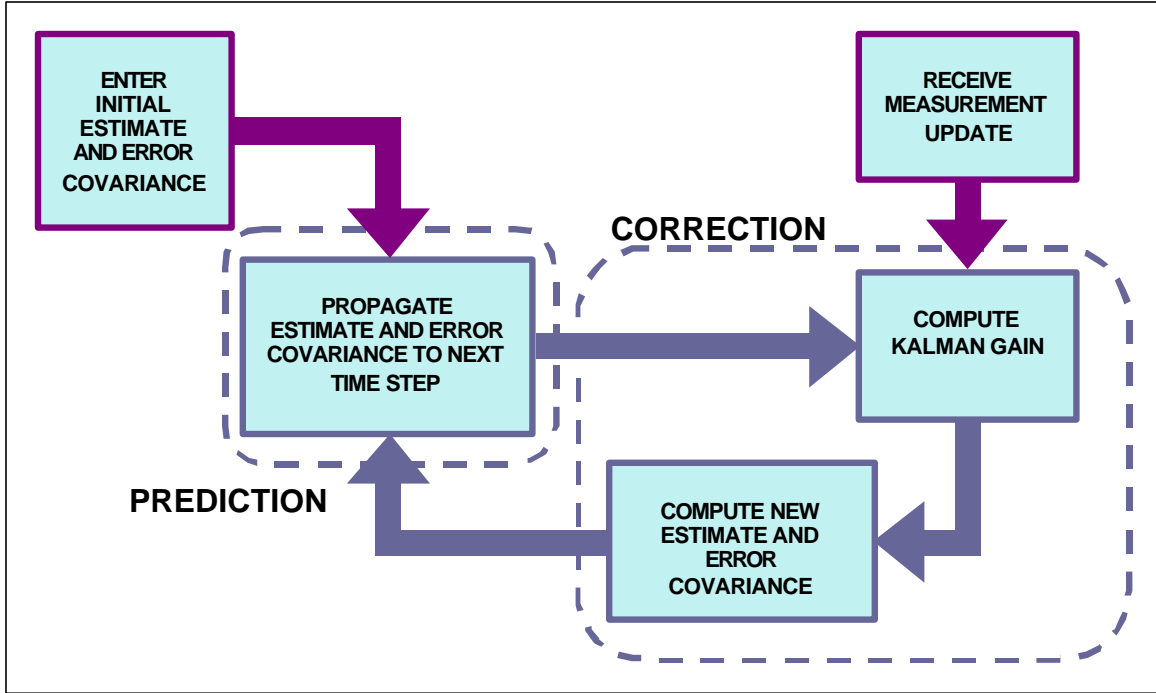 ENTER
INITIAL
ESTIMATE
AND ERROR
COVARIANCE
RECEIVE
MEASUREMENT
UPDATE
CORRECTION
PROPAGATE
ESTIMATE AND ERROR
COVARIANCE TO NEXT
TIME STEP
COMPUTE
KALMAN GAIN
PREDICTION
COMPUTE NEW
ESTIMATE AND
ERROR
COVARIANCE